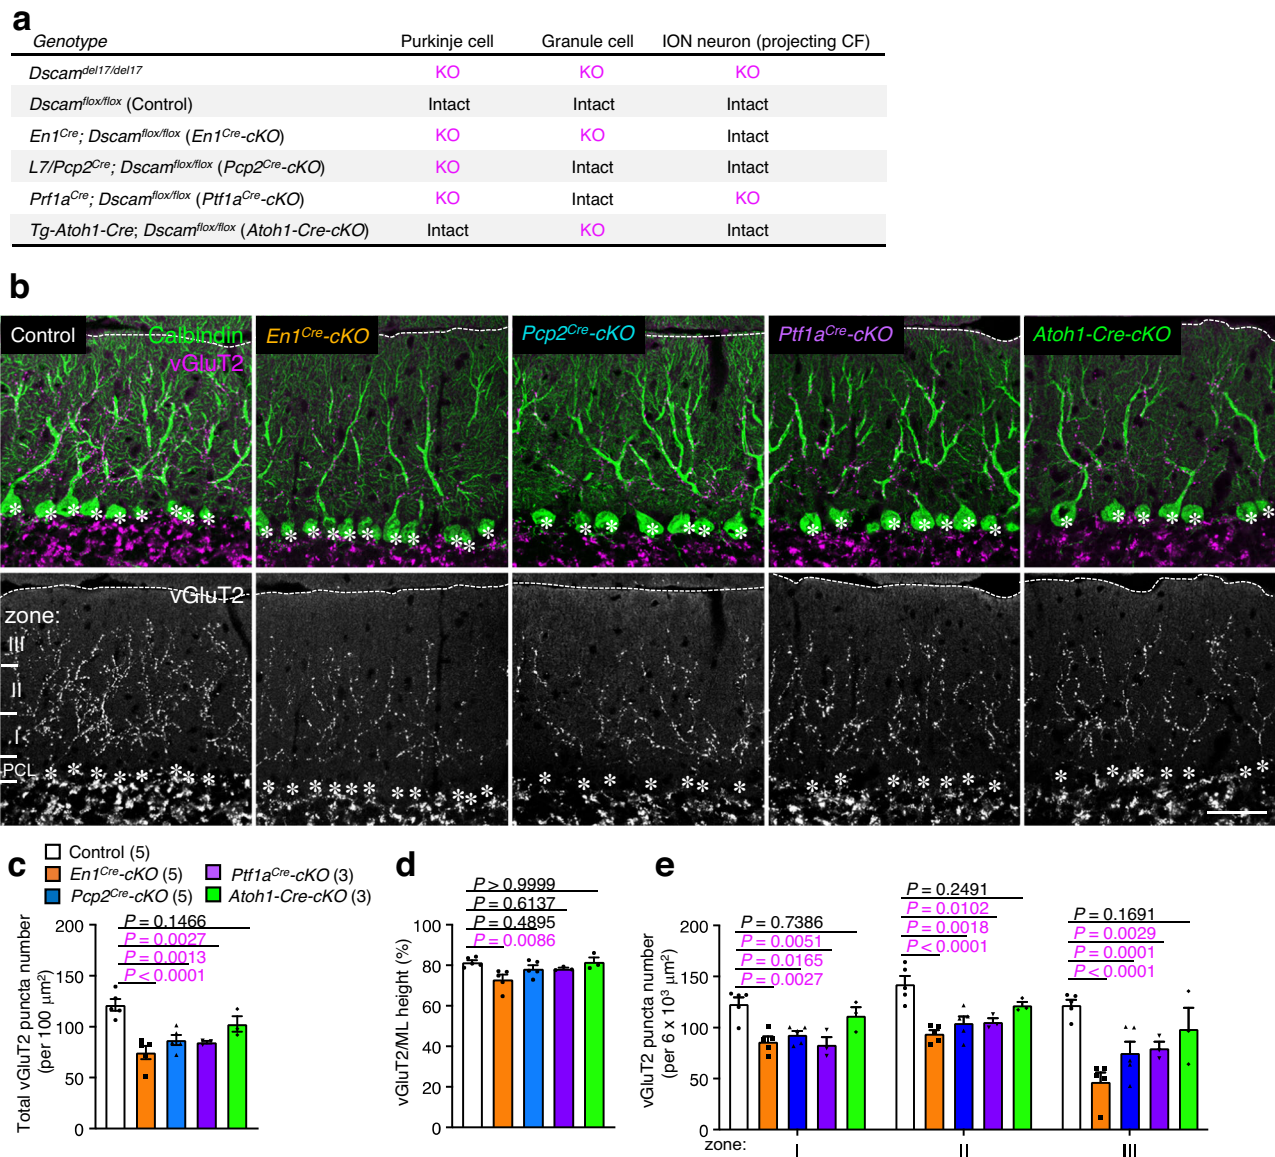 a
Genotype Purkinje cell Granule cell ION neuron (projecting CF)
Dscamdel17/del17 KO KO KO
Dscamflox/flox (Control) Intact Intact Intact
En1Cre; Dscamflox/flox (En1Cre-cKO) KO KO Intact
L7/Pcp2Cre; Dscamflox/flox (Pcp2Cre-cKO) KO Intact Intact
Prf1aCre; Dscamflox/flox (Ptf1aCre-cKO) KO Intact KO
Tg-Atoh1-Cre; Dscamflox/flox (Atoh1-Cre-cKO) Intact KO Intact
b
Control Calbindin
vGluT2
En1Cre-cKO
Pcp2Cre-cKO
Ptf1aCre-cKO
Atoh1-Cre-cKO
* * * * * * * * *
* * * * * * * * * *
* * * * * * *
* * * * * * *
* * * * * * *
vGluT2
zone:
III
II
I
PCL
c
Control (5)
En1Cre-cKO (5)
Pcp2Cre-cKO (5)
Ptf1aCre-cKO (3)
Atoh1-Cre-cKO (3)
Total vGluT2 puncta number
(per 100 μm2)
200
150
100
50
0
P = 0.1466
P = 0.0027
P = 0.0013
P < 0.0001
d
vGluT2/ML height (%)
100
80
60
40
20
0
P > 0.9999
P = 0.6137
P = 0.4895
P = 0.0086
e
vGluT2 puncta number
(per 6 x 103 μm2)
200
150
100
50
0
P = 0.7386
P = 0.0051
P = 0.0165
P = 0.0027
P = 0.2491
P = 0.0102
P = 0.0018
P < 0.0001
P = 0.1691
P = 0.0029
P = 0.0001
P < 0.0001
zone: I II III